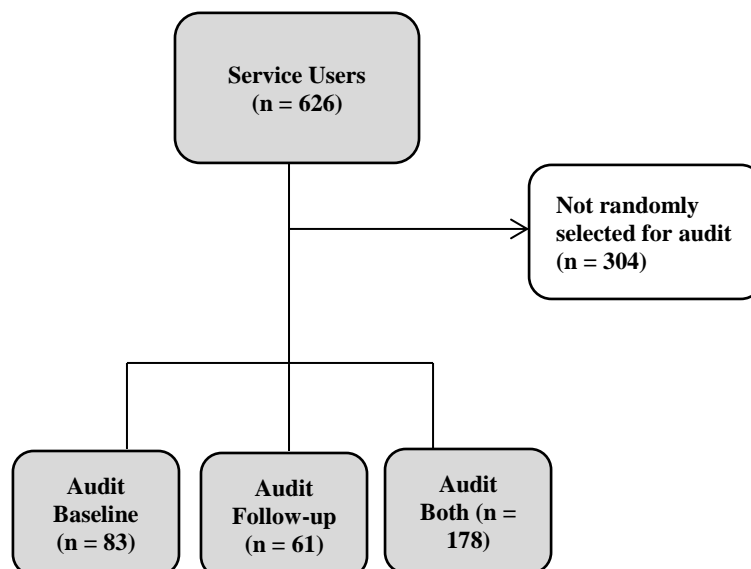 Service Users
(n = 626)
Not randomly
selected for audit
(n = 304)
Audit
Baseline
(n = 83)
Audit
Follow-up
(n = 61)
Audit
Both (n =
178)